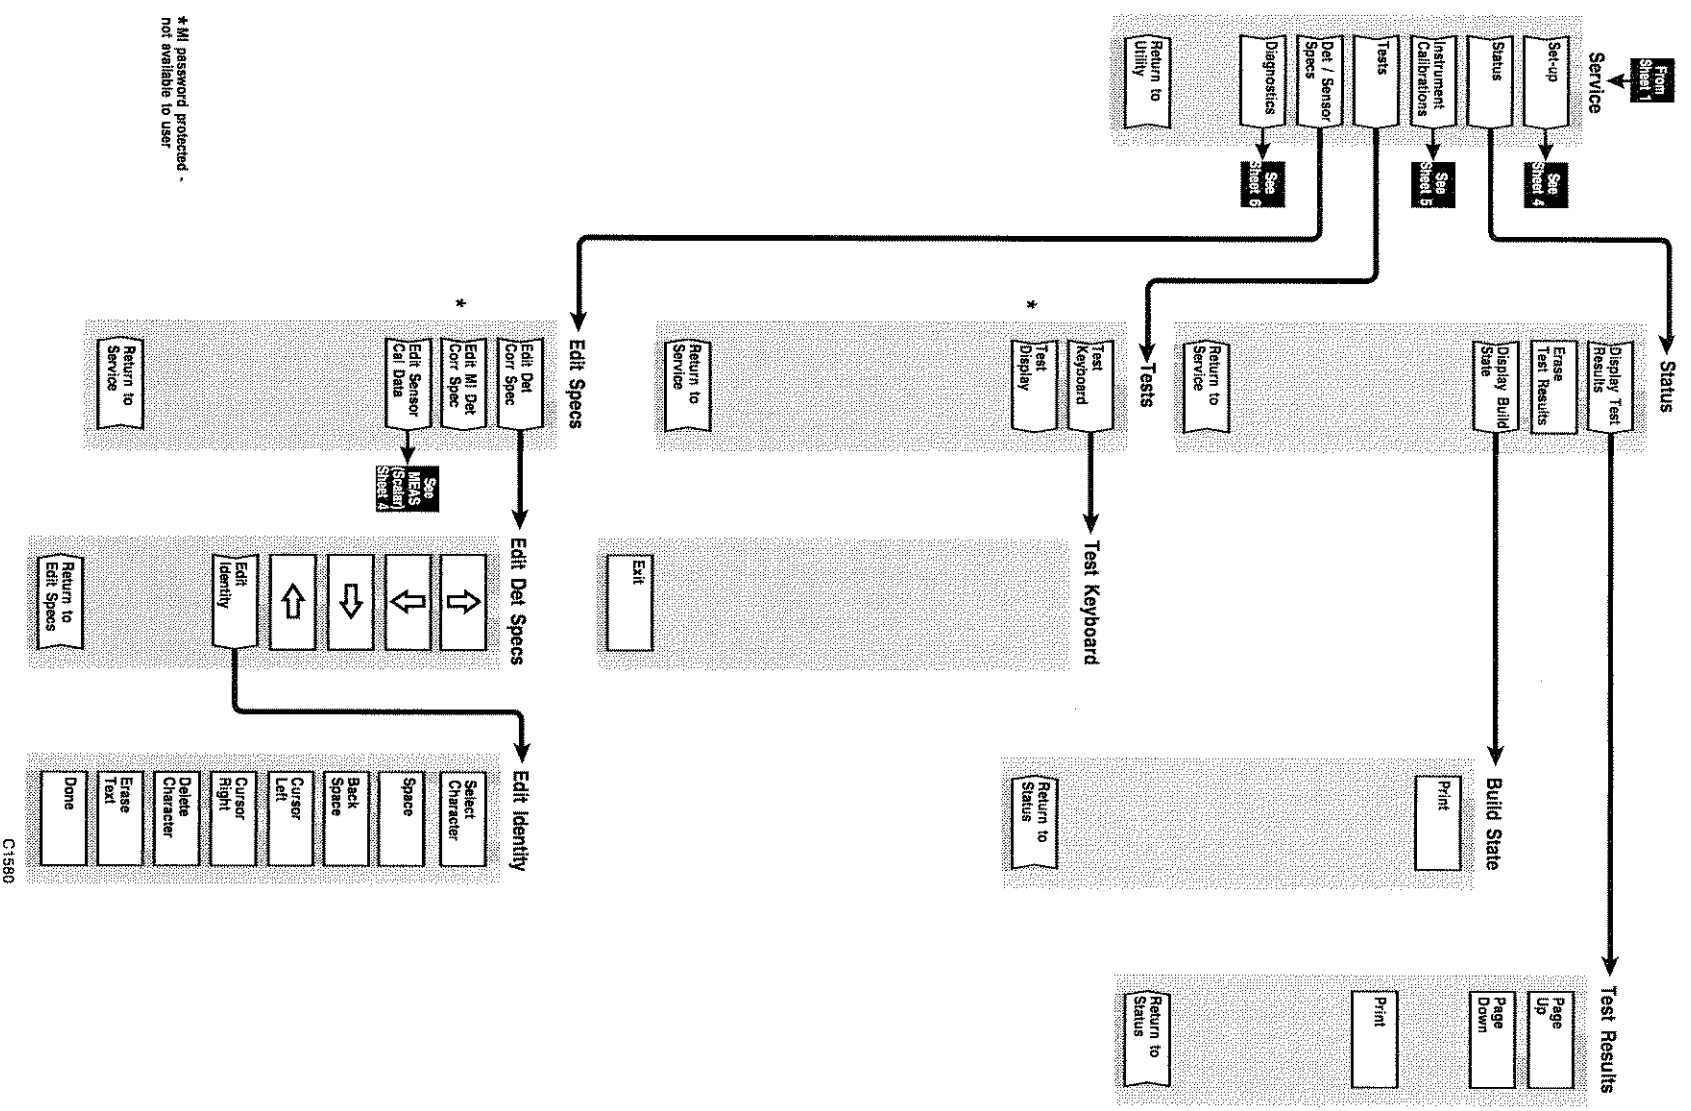 From
Sheet 1
Service
Set-up
Status
Instrument
Calibrations
Tests
Det / Sensor
Specs
Diagnostics
Return to
Utility
See
Sheet 4
See
Sheet 5
See
Sheet 6
Status
Display Test
Results
Erase
Test Results
Display Build
State
Return to
Service
Tests
Test
Keyboard
*
Test
Display
Return to
Service
Edit Specs
Edit Det
Corr Spec
*
Edit MI Det
Corr Spec
Edit Sensor
Cal Data
Return to
Service
See
MEAS
(Scalar)
Sheet 4
Test Keyboard
Exit
Edit Det Specs
Edit
Identity
Return to
Edit Specs
Build State
Print
Return to
Status
Edit Identity
Select
Character
Space
Back
Space
Cursor
Left
Cursor
Right
Delete
Character
Erase
Text
Done
Test Results
Page
Up
Page
Down
Print
Return to
Status
* MI password protected -
not available to user
C1580